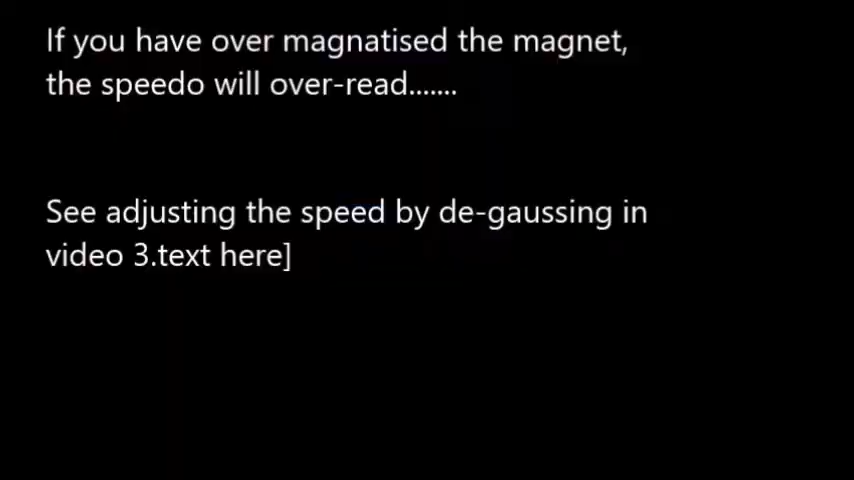 If you have over magnatised the magnet,
the speedo will over-read.......
See adjusting the speed by de-gaussing in
video 3.text here]